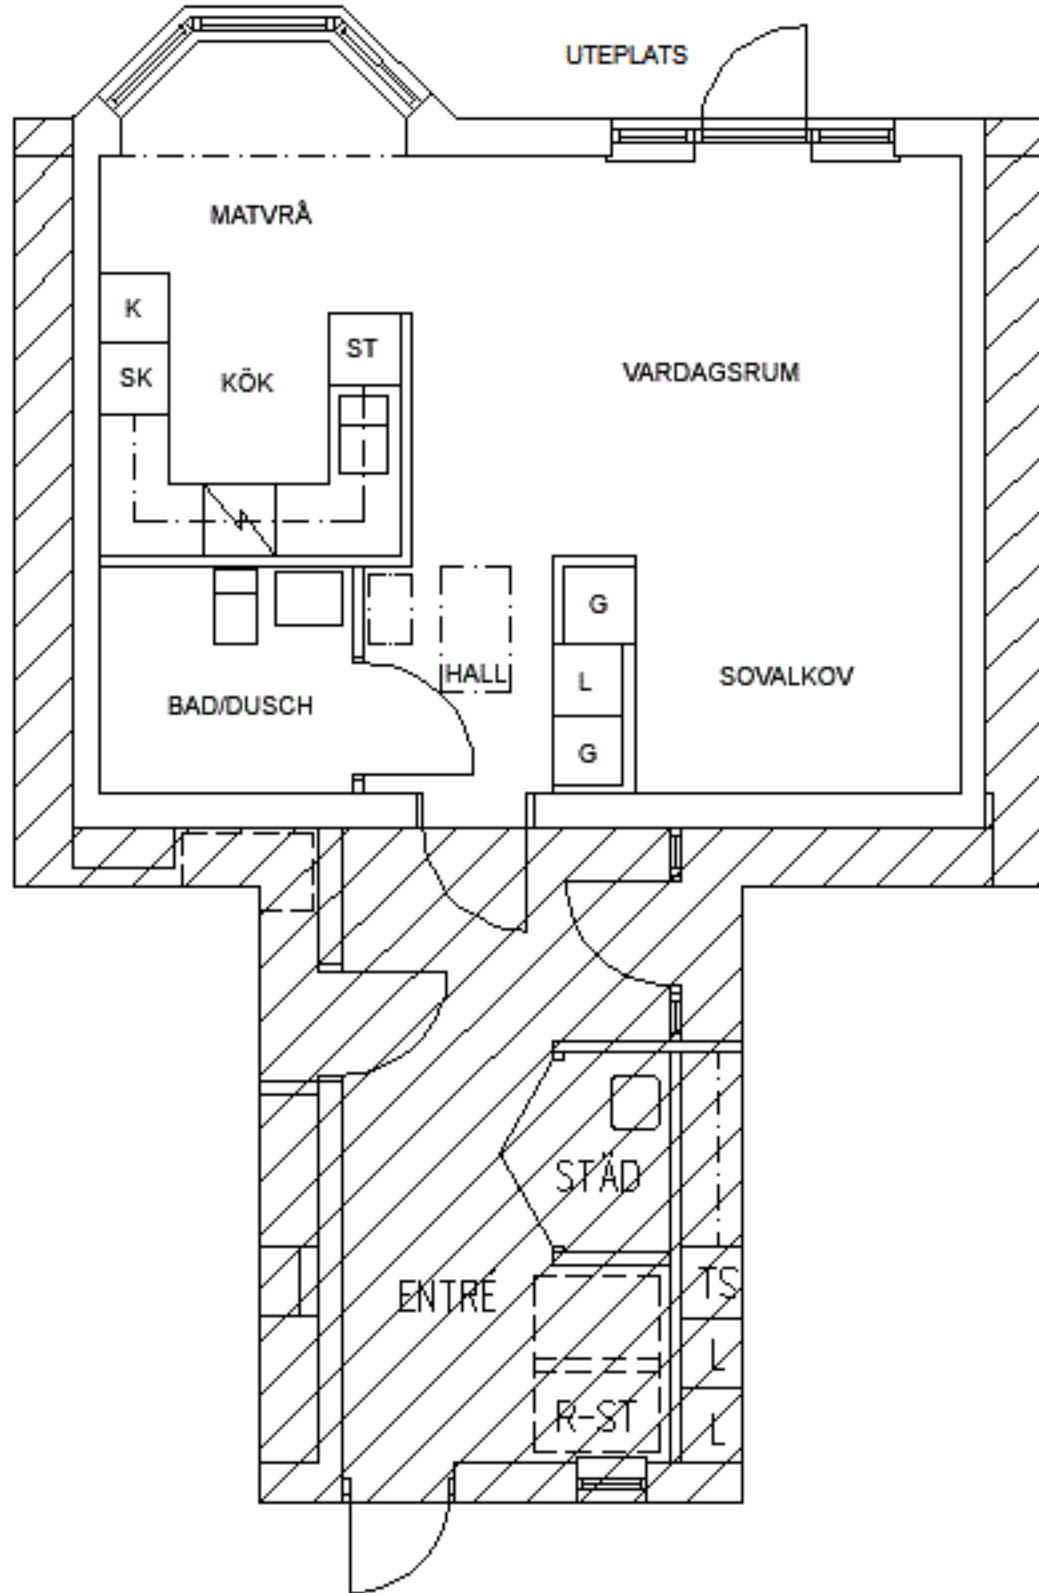 UTEPLATS
MATVRÅ
K
ST
VARDAGSRUM
SK
KÖK
G
HALL
L
SOVALKOV
BAD/DUSCH
G
STÄD
ENTRÉ
TS
L
R-ST
L